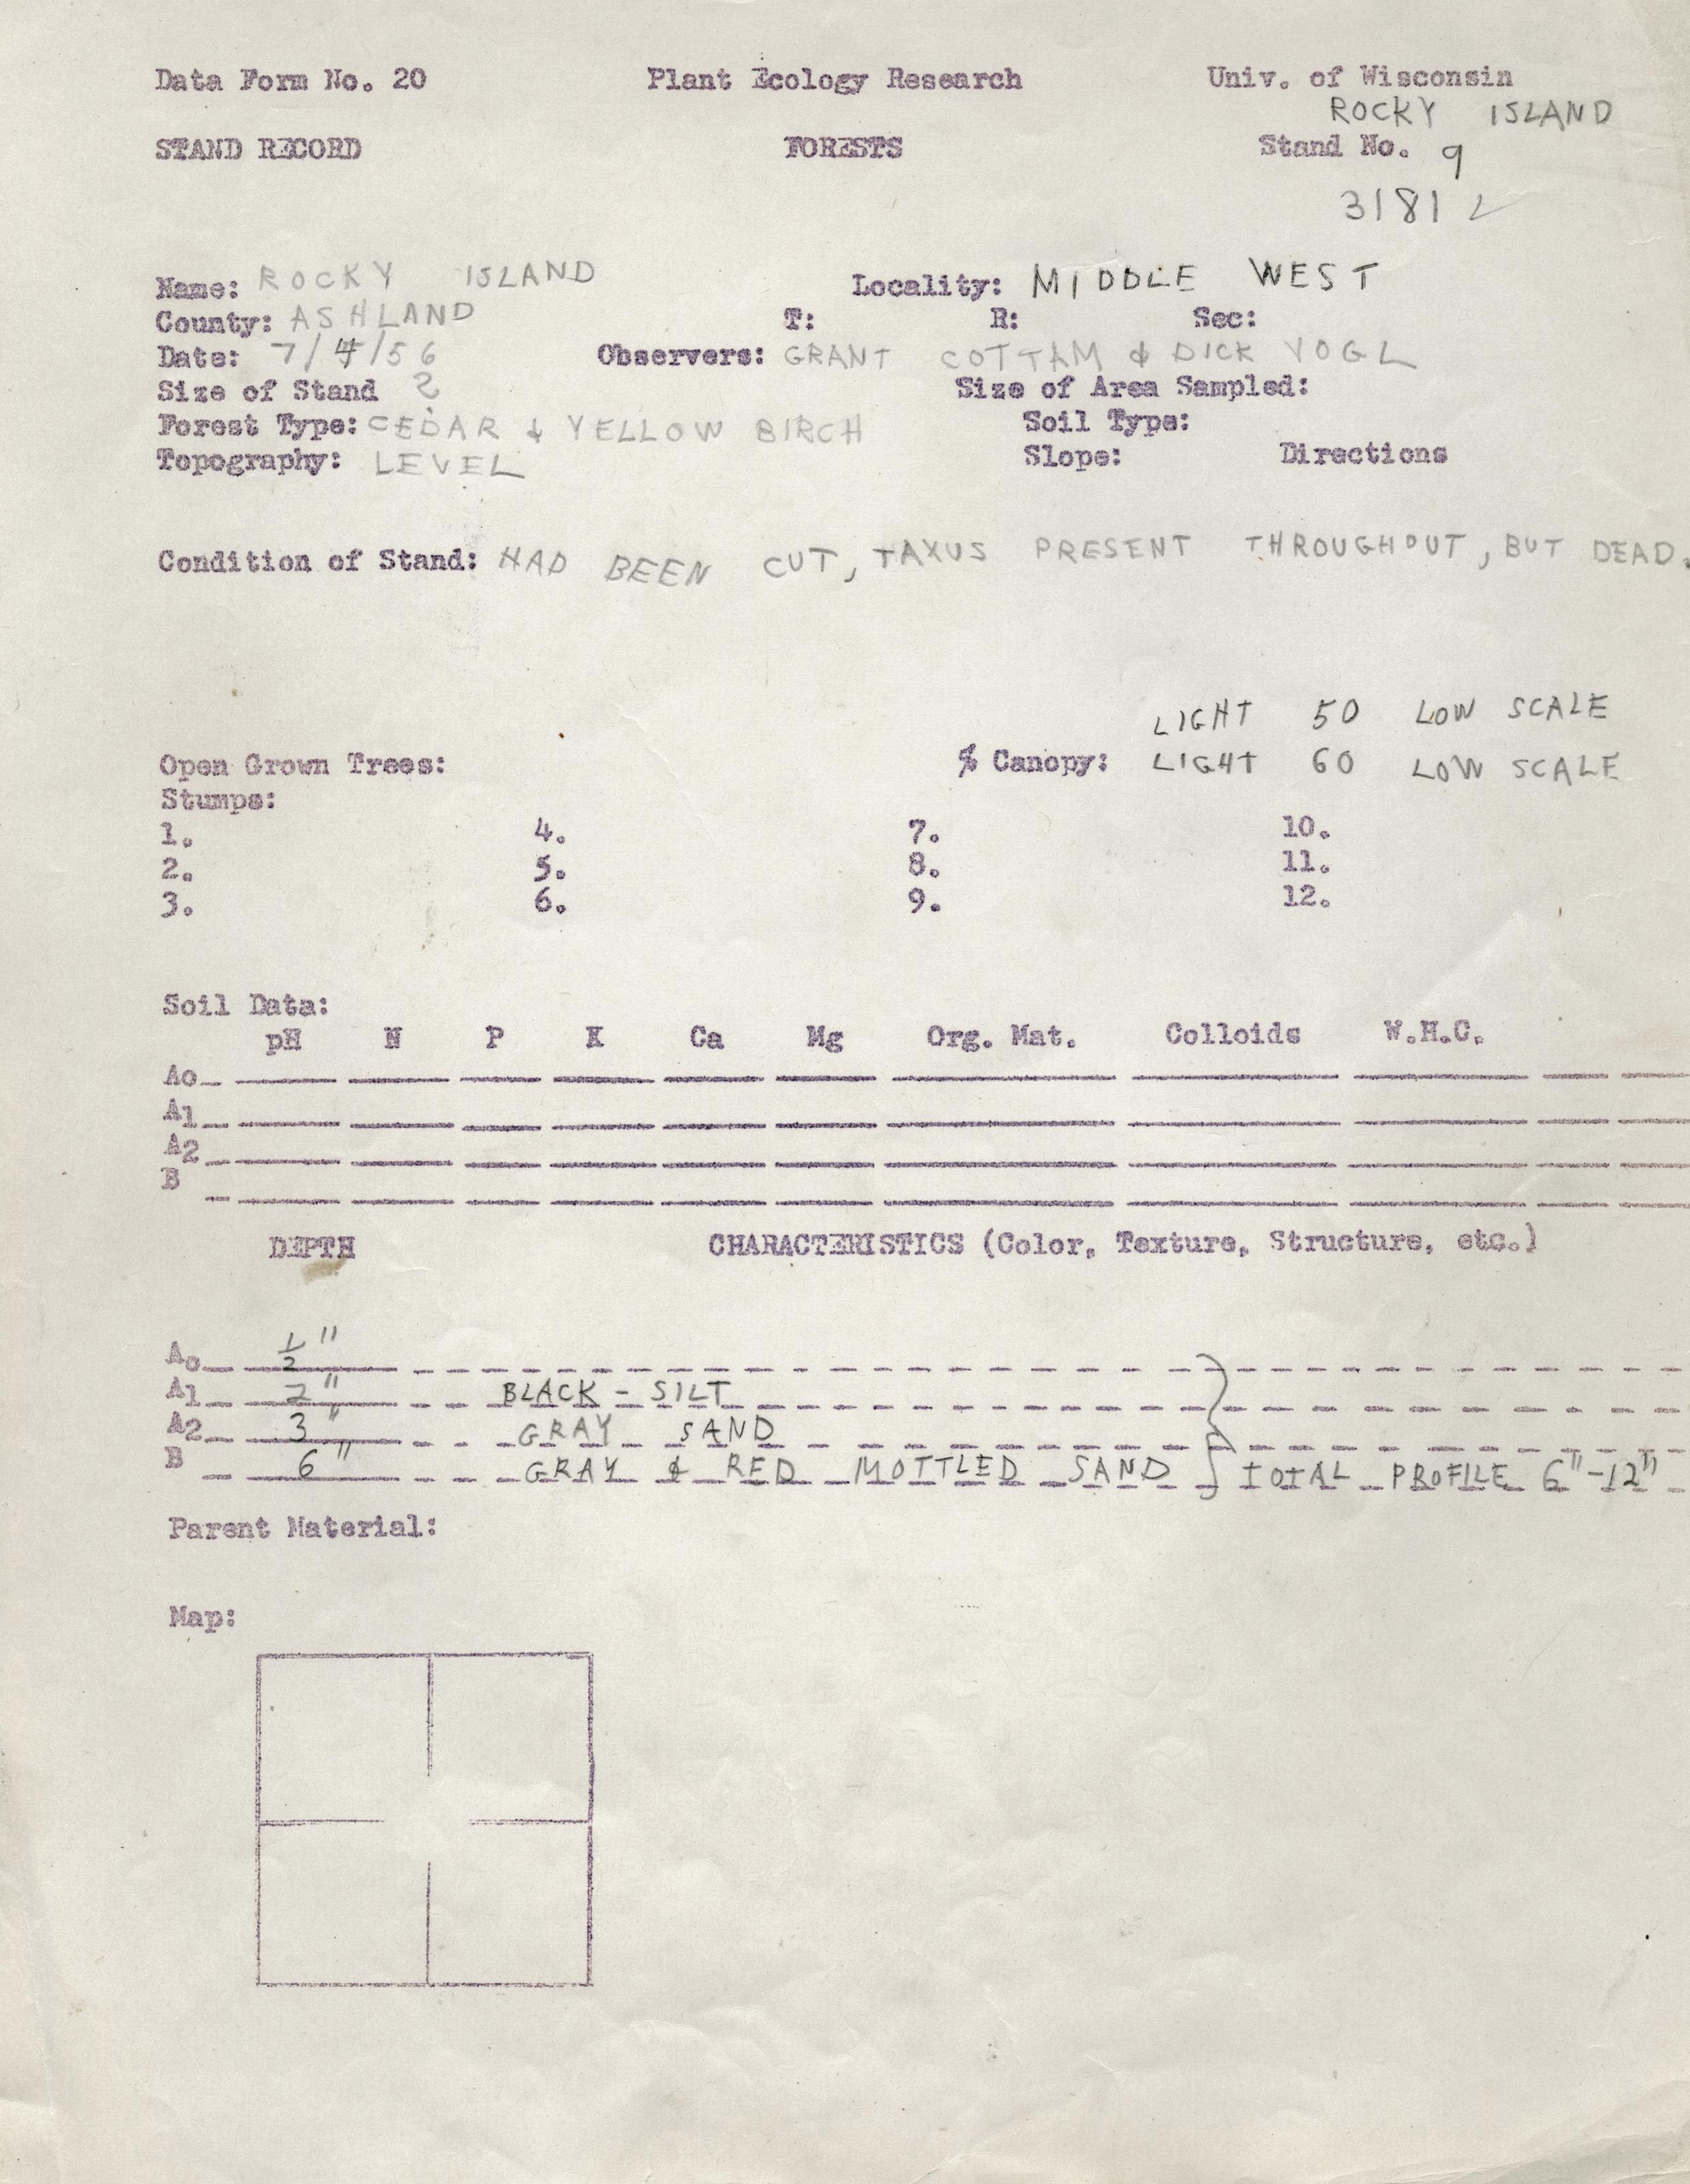 Data Form No. 20 Plant Ecology Research Univ. of Wisconsin
ROCKY ISLAND
STAND RECORD FORESTS Stand No. 9
3181 ✓
Name: ROCKY ISLAND Locality: MIDDLE WEST
County: ASHLAND T: R: Sec:
Date: 7/4/56 Observers: GRANT COTTAM & DICK VOGL
Size of Stand ? Size of Area Sampled:
Forest Type: CEDAR & YELLOW BIRCH Soil Type:
Topography: LEVEL Slope: Directions
Condition of Stand: HAD BEEN CUT, TAXUS PRESENT THROUGHOUT, BUT DEAD.
LIGHT 50 LOW SCALE
Open Grown Trees: % Canopy: LIGHT 60 LOW SCALE
Stumps:
1. 4. 7. 10.
2. 5. 8. 11.
3. 6. 9. 12.
Soil Data:
pH N P K Ca Mg Org. Mat. Colloids W.H.C.
Ao
A1
A2
B
DEPTH CHARACTERISTICS (Color, Texture, Structure, etc.)
Ao 1/2"
A1 2" BLACK - SILT
A2 3" GRAY SAND
B 6" GRAY & RED MOTTLED SAND } TOTAL PROFILE 6"-12"
Parent Material:
Map: